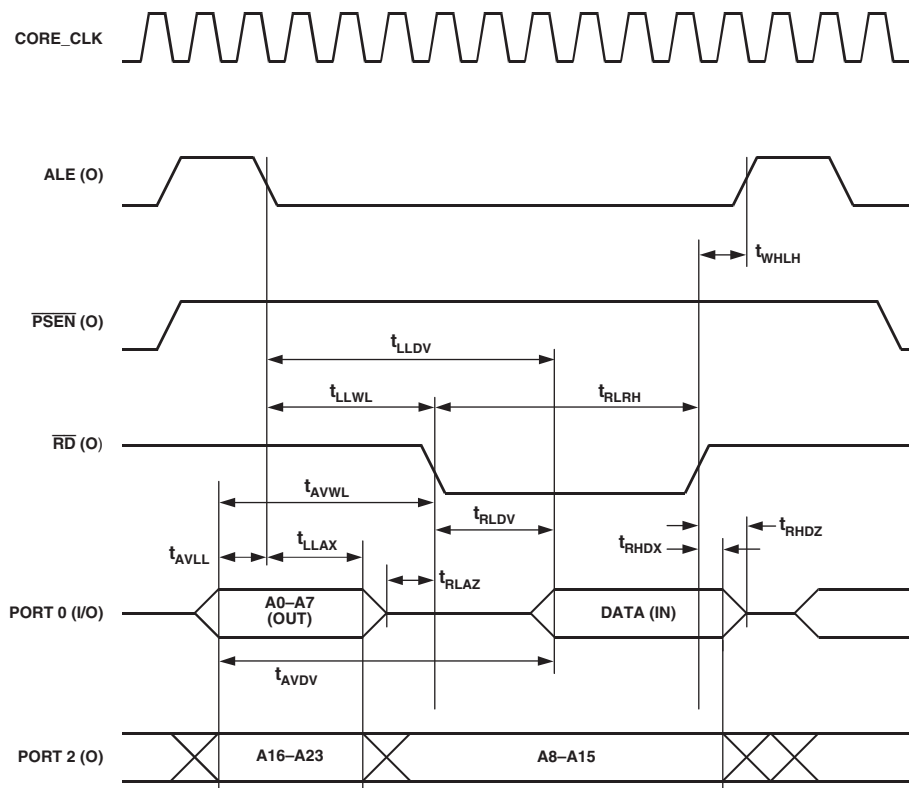 CORE_CLK
ALE (O)
tWHLH
PSEN (O)
tLLDV
tLLWL
tRLRH
RD (O)
tAVWL
tRLDV
tRHDZ
tAVLL
tLLAX
tRHDX
tRLAZ
PORT 0 (I/O)
A0–A7
(OUT)
DATA (IN)
tAVDV
PORT 2 (O)
A16–A23
A8–A15